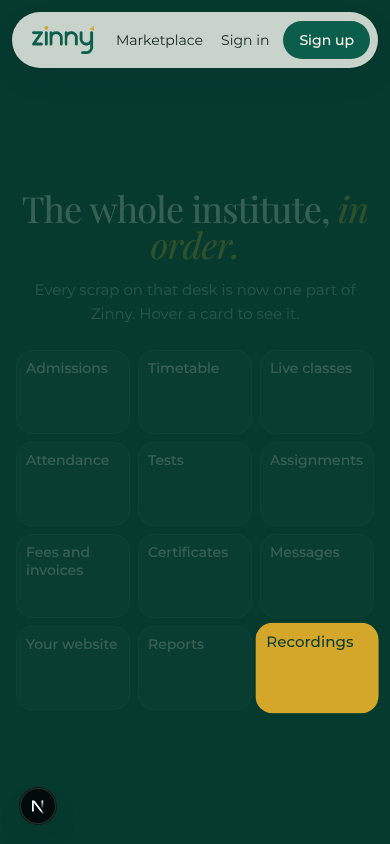 zinny
Marketplace
Sign in
Sign up
The whole institute, in
order.
Every scrap on that desk is now one part of
Zinny. Hover a card to see it.
Admissions
Timetable
Live classes
Attendance
Tests
Assignments
Fees and
invoices
Certificates
Messages
Your website
Reports
Recordings
N